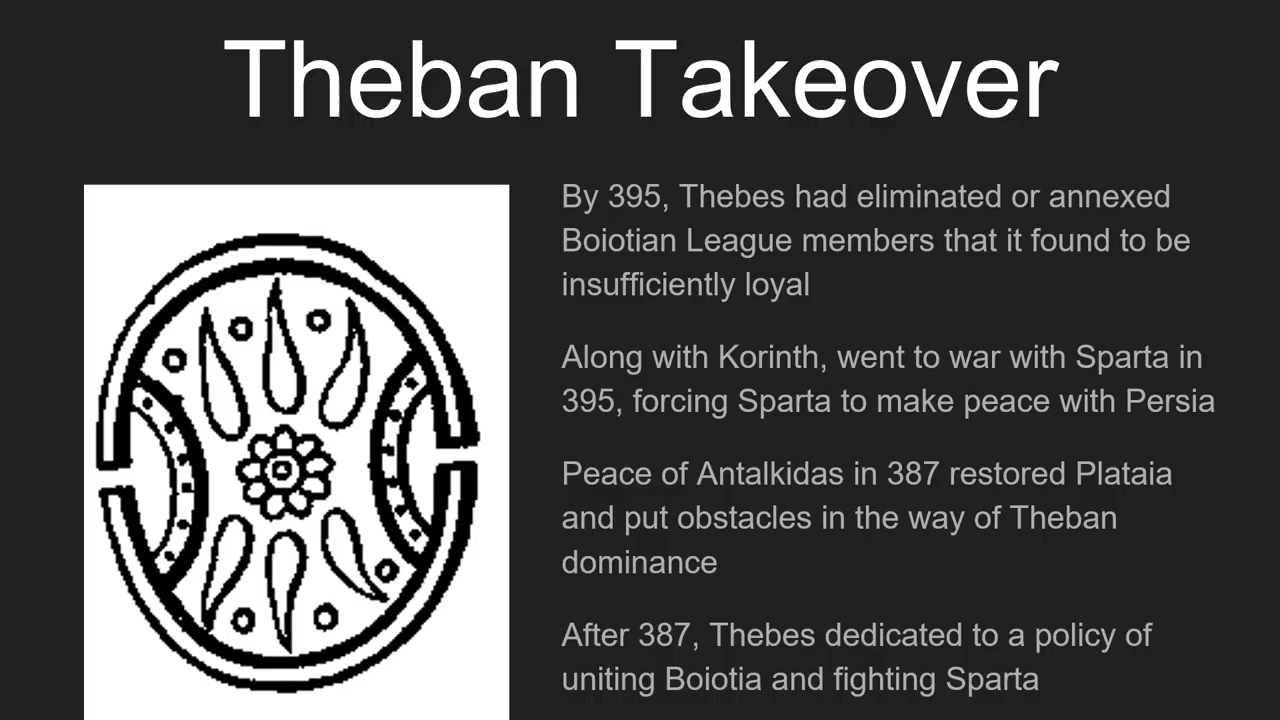 Theban Takeover
By 395, Thebes had eliminated or annexed
Boiotian League members that it found to be
insufficiently loyal
Along with Korinth, went to war with Sparta in
395, forcing Sparta to make peace with Persia
Peace of Antalkidas in 387 restored Plataia
and put obstacles in the way of Theban
dominance
After 387, Thebes dedicated to a policy of
uniting Boiotia and fighting Sparta